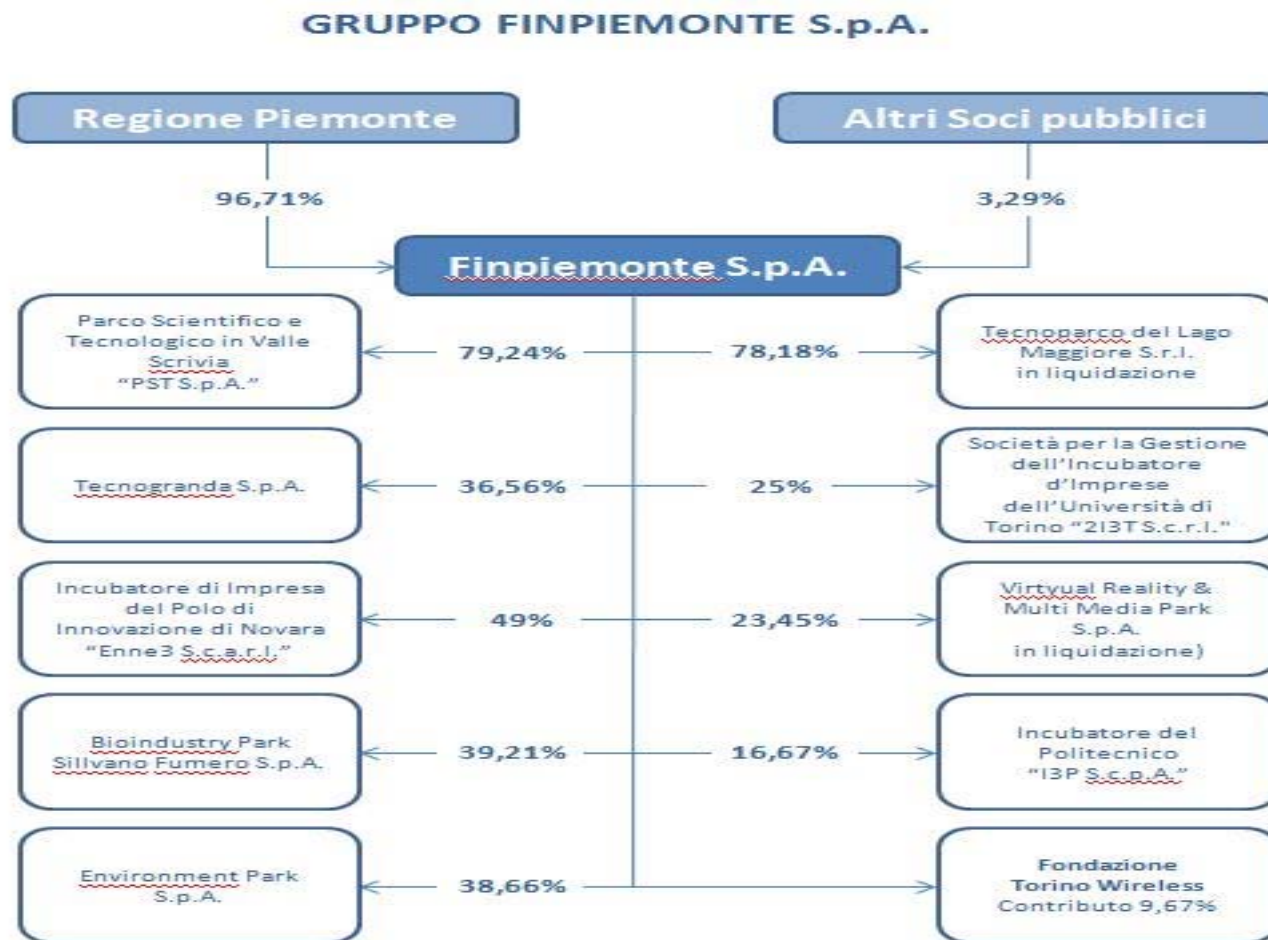 GRUPPO FINPIEMONTE S.p.A.
Regione Piemonte
Altri Soci pubblici
96,71%
3,29%
Finpiemonte S.p.A.
Parco Scientifico e
Tecnologico in Valle
Scrivia
"PST S.p.A."
79,24%
78,18%
Tecnoparco del Lago
Maggiore S.r.l.
in liquidazione
Tecnogranda S.p.A.
36,56%
25%
Società per la Gestione
dell'Incubatore
d'Imprese
dell'Università di
Torino "2I3T S.c.r.l."
Incubatore di Impresa
del Polo di
Innovazione di Novara
"Enne3 S.c.a.r.l."
49%
23,45%
Virtyual Reality &
Multi Media Park
S.p.A.
in liquidazione)
Bioindustry Park
Sillvano Fumero S.p.A.
39,21%
16,67%
Incubatore del
Politecnico
"I3P S.c.p.A."
Environment Park
S.p.A.
38,66%
Fondazione
Torino Wireless
Contributo 9,67%